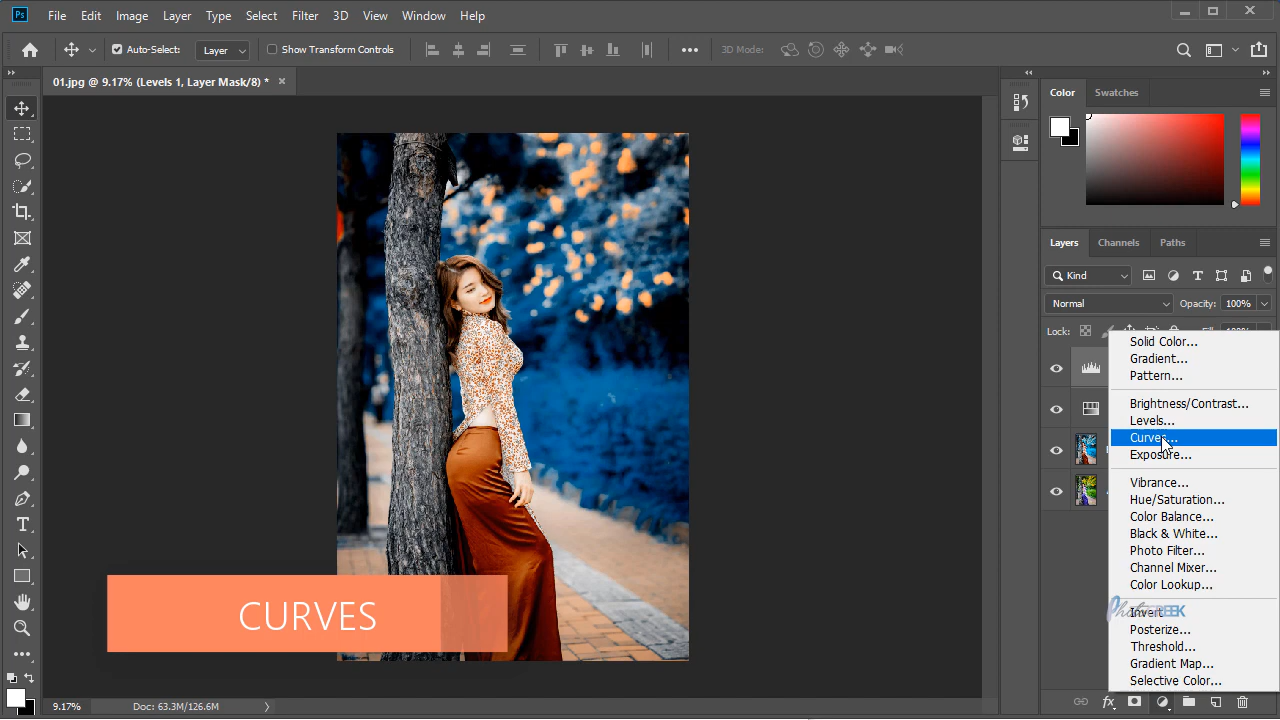 Ps File Edit Image Layer Type Select Filter 3D View Window Help
Auto-Select: Layer Show Transform Controls 3D Mode:
01.jpg @ 9.17% (Levels 1, Layer Mask/8) *
Color Swatches
Layers Channels Paths
Kind
Normal Opacity: 100%
Lock:
Solid Color...
Gradient...
Pattern...
Brightness/Contrast...
Levels...
Curves...
Exposure...
Vibrance...
Hue/Saturation...
Color Balance...
Black & White...
Photo Filter...
Channel Mixer...
Color Lookup...
Invert
Posterize...
Threshold...
Gradient Map...
Selective Color...
CURVES
9.17% Doc: 63.3M/126.6M
fx